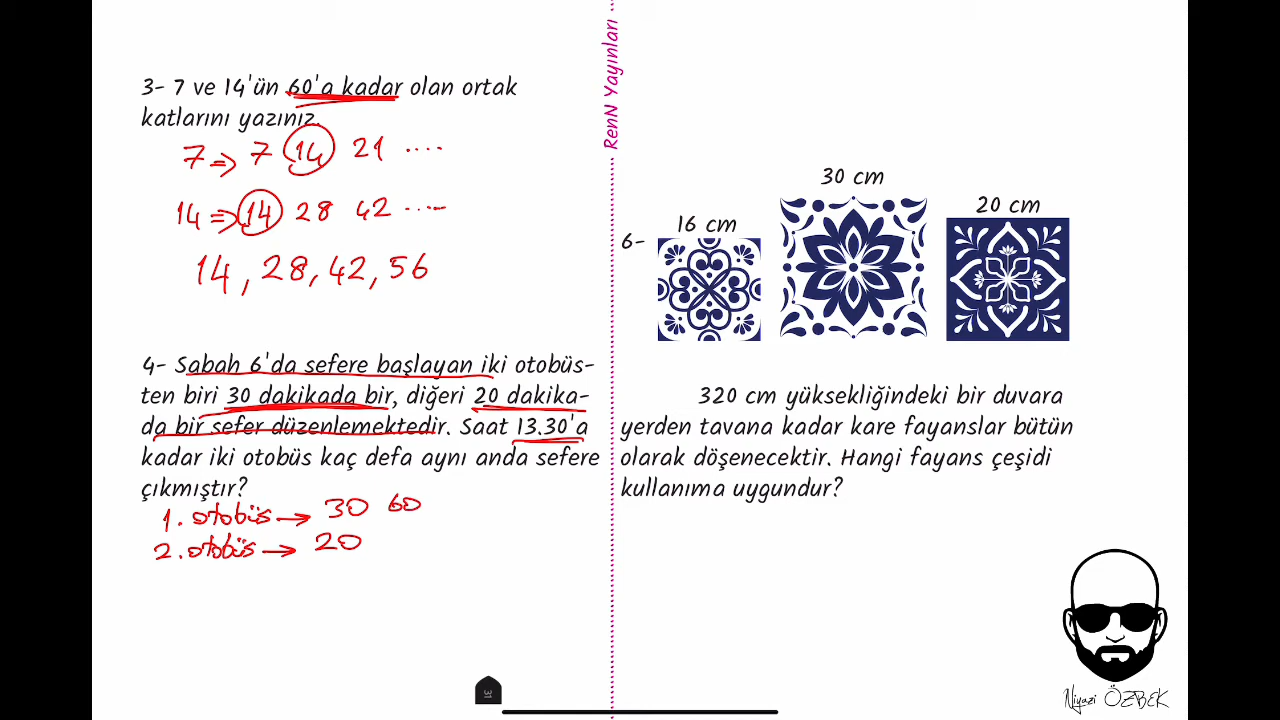 3- 7 ve 14'ün 60'a kadar olan ortak
katlarını yazınız.
7 ⇒ 7 14 21 ....
14 ⇒ 14 28 42 ....
14, 28, 42, 56
4- Sabah 6'da sefere başlayan iki otobüs-
ten biri 30 dakikada bir, diğeri 20 dakika-
da bir sefer düzenlemektedir. Saat 13.30'a
kadar iki otobüs kaç defa aynı anda sefere
çıkmıştır?
1. otobüs → 30 60
2. otobüs → 20
31
RenN Yayınları
6-
16 cm
30 cm
20 cm
320 cm yüksekliğindeki bir duvara
yerden tavana kadar kare fayanslar bütün
olarak döşenecektir. Hangi fayans çeşidi
kullanıma uygundur?
Niyazi ÖZBEK